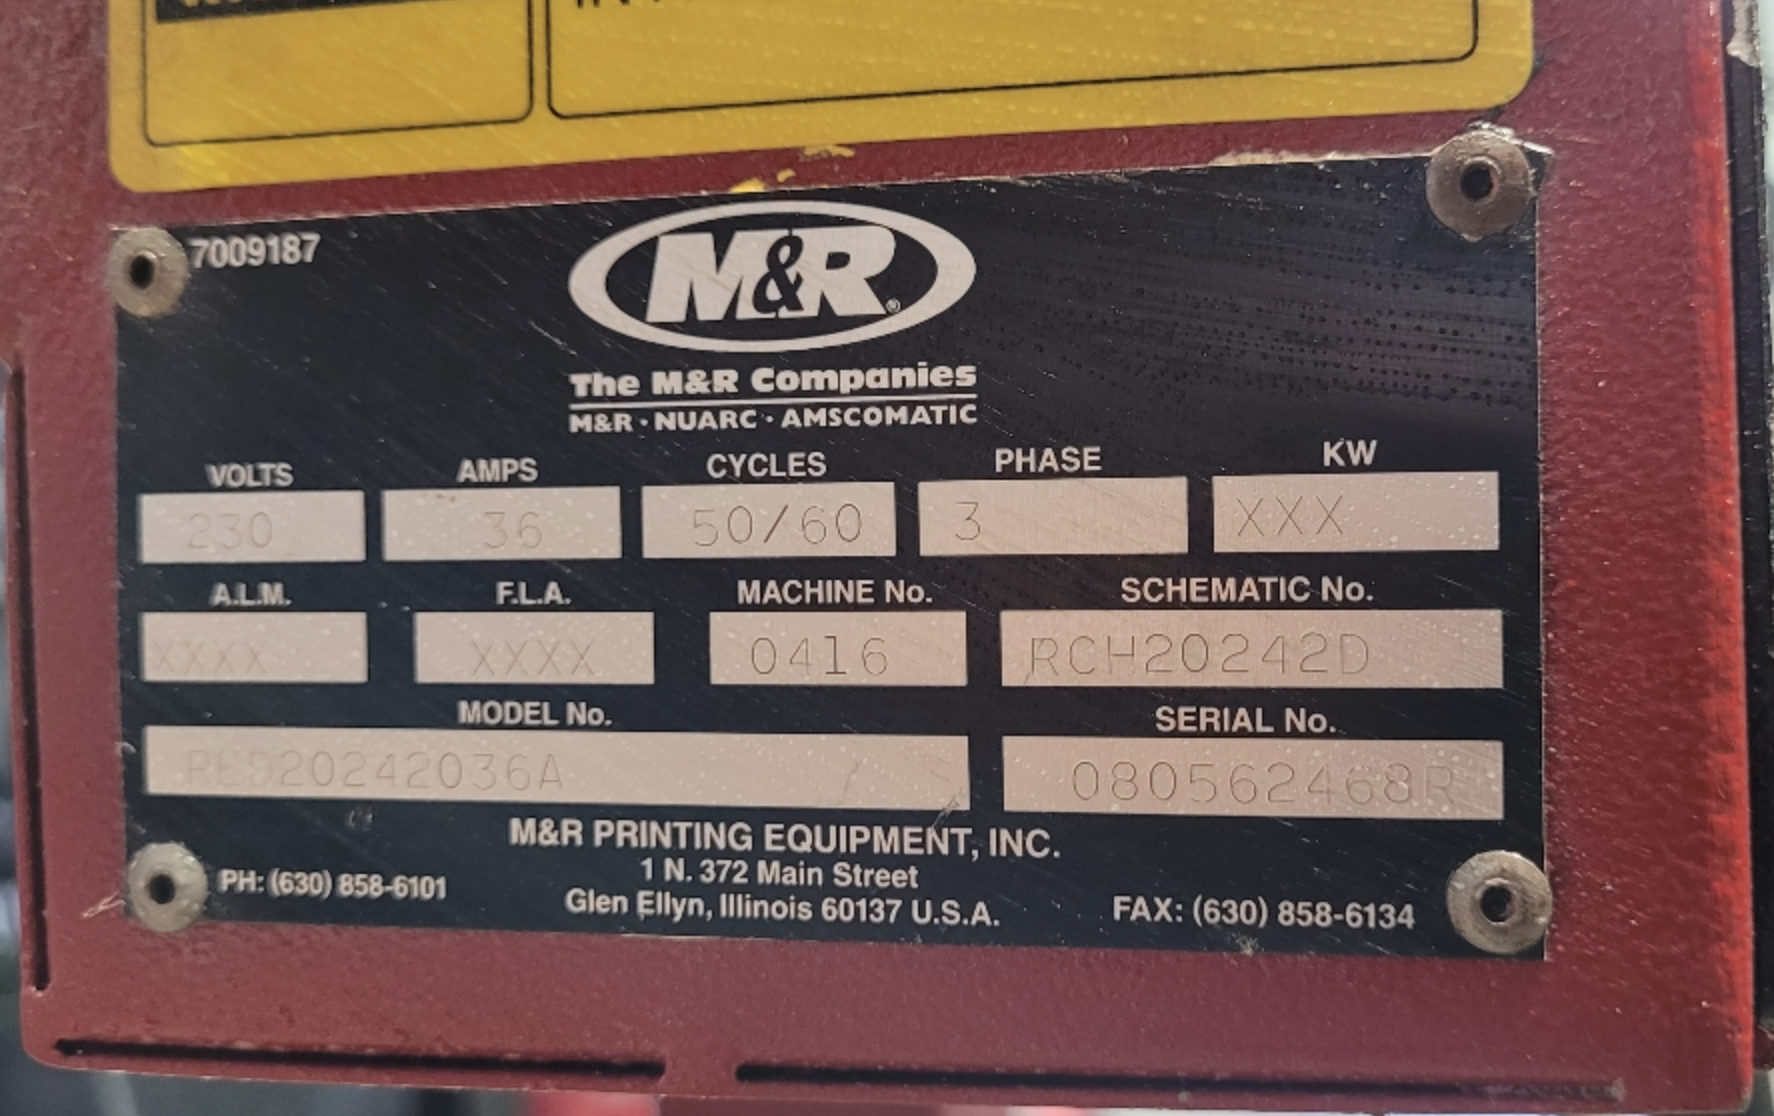 7009187
M&R®
The M&R Companies
M&R · NUARC · AMSCOMATIC
VOLTS AMPS CYCLES PHASE KW
230 36 50/60 3 XXX
A.L.M. F.L.A. MACHINE No. SCHEMATIC No.
XXXX XXXX 0416 RCH20242D
MODEL No. SERIAL No.
RED20242036A 080562468R
M&R PRINTING EQUIPMENT, INC.
1 N. 372 Main Street
PH: (630) 858-6101 Glen Ellyn, Illinois 60137 U.S.A. FAX: (630) 858-6134